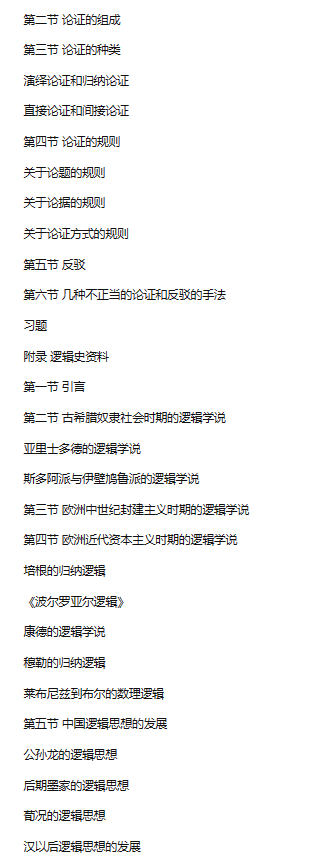 第二节 论证的组成
第三节 论证的种类
演绎论证和归纳论证
直接论证和间接论证
第四节 论证的规则
关于论题的规则
关于论据的规则
关于论证方式的规则
第五节 反驳
第六节 几种不正当的论证和反驳的手法
习题
附录 逻辑史资料
第一节 引言
第二节 古希腊奴隶社会时期的逻辑学说
亚里士多德的逻辑学说
斯多阿派与伊壁鸠鲁派的逻辑学说
第三节 欧洲中世纪封建主义时期的逻辑学说
第四节 欧洲近代资本主义时期的逻辑学说
培根的归纳逻辑
《波尔罗亚尔逻辑》
康德的逻辑学说
穆勒的归纳逻辑
莱布尼兹到布尔的数理逻辑
第五节 中国逻辑思想的发展
公孙龙的逻辑思想
后期墨家的逻辑思想
荀况的逻辑思想
汉以后逻辑思想的发展